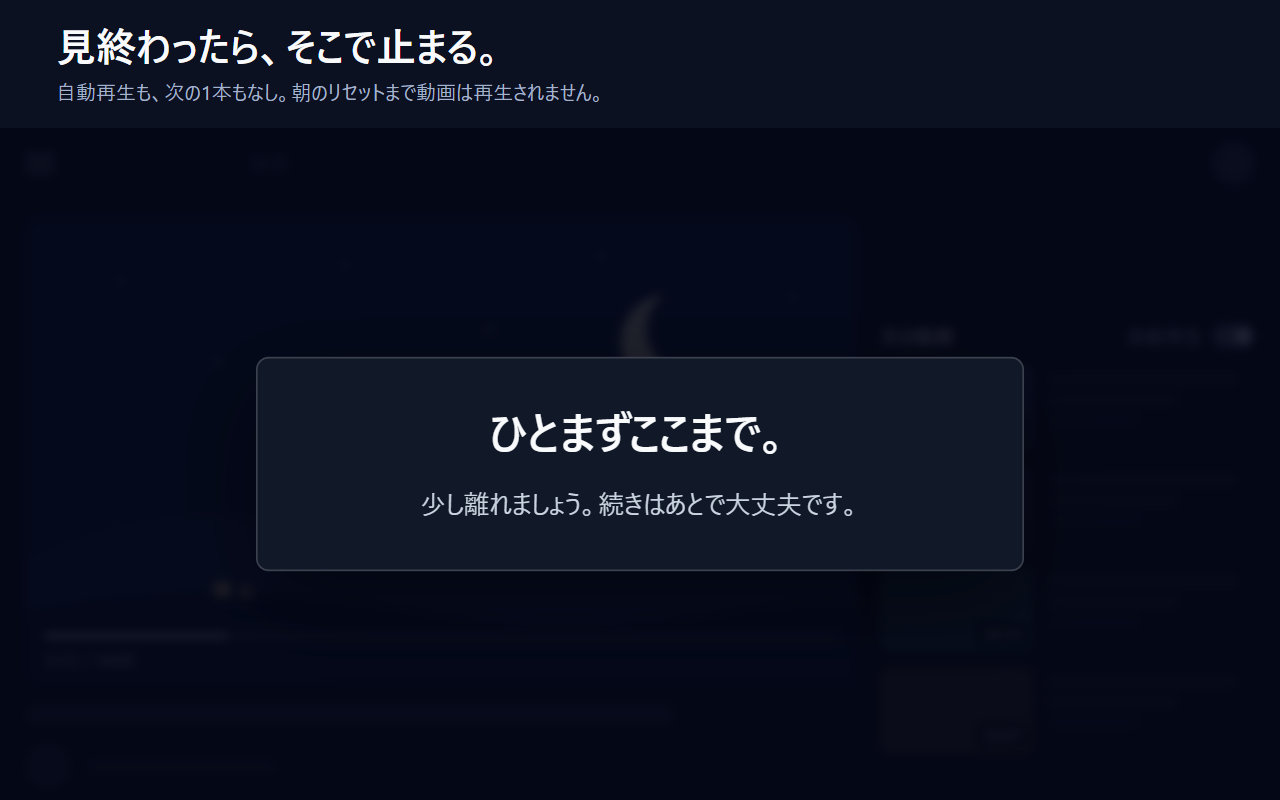 見終わったら、そこで止まる。
自動再生も、次の1本もなし。朝のリセットまで動画は再生されません。
ひとまずここまで。
少し離れましょう。続きはあとで大丈夫です。